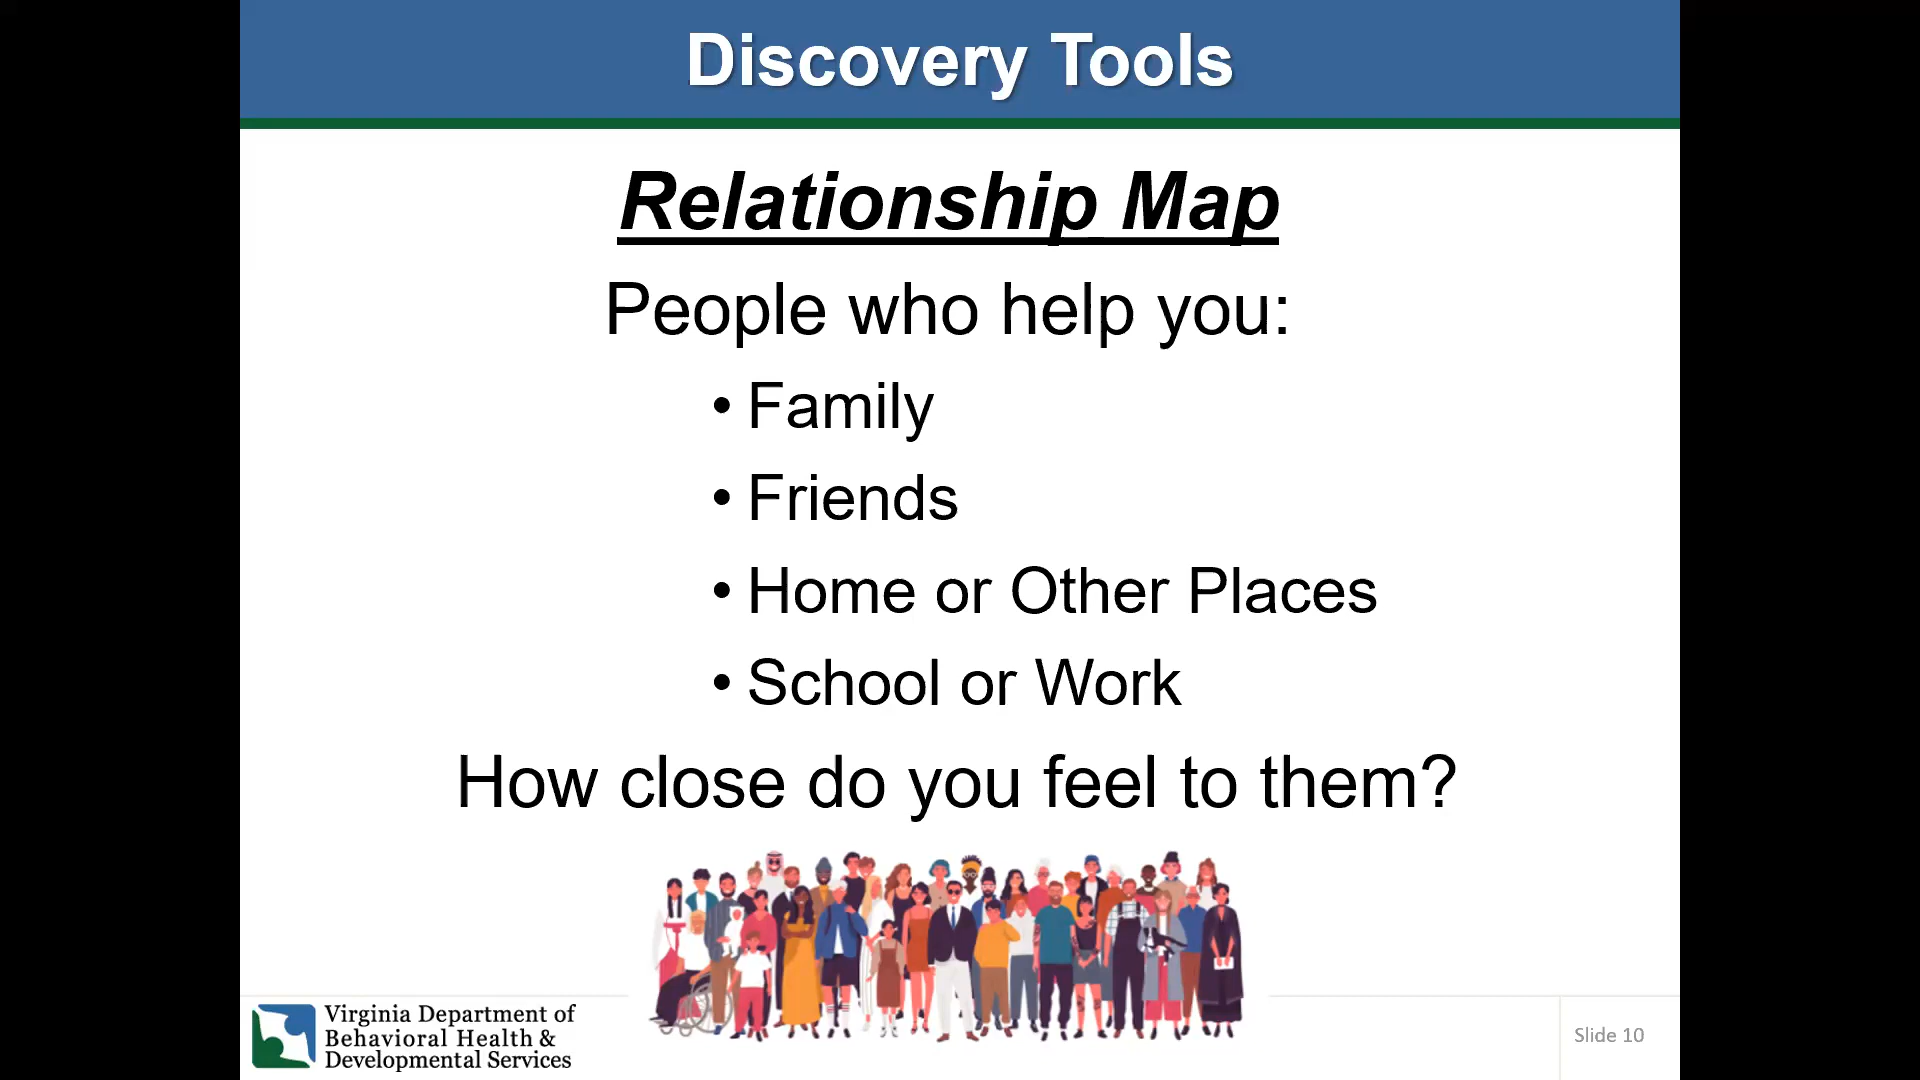 Discovery Tools
Relationship Map
People who help you:
• Family
• Friends
• Home or Other Places
• School or Work
How close do you feel to them?
Virginia Department of
Behavioral Health &
Developmental Services
Slide 10